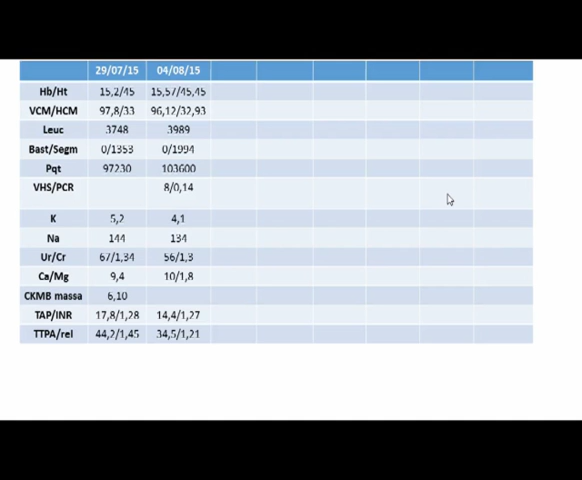 29/07/15 04/08/15
Hb/Ht 15,2/45 15,57/45,45
VCM/HCM 97,8/33 96,12/32,93
Leuc 3748 3989
Bast/Segm 0/1353 0/1994
Pqt 97230 103600
VHS/PCR 8/0,14
K 5,2 4,1
Na 144 134
Ur/Cr 67/1,34 56/1,3
Ca/Mg 9,4 10/1,8
CKMB massa 6,10
TAP/INR 17,8/1,28 14,4/1,27
TTPA/rel 44,2/1,45 34,5/1,21